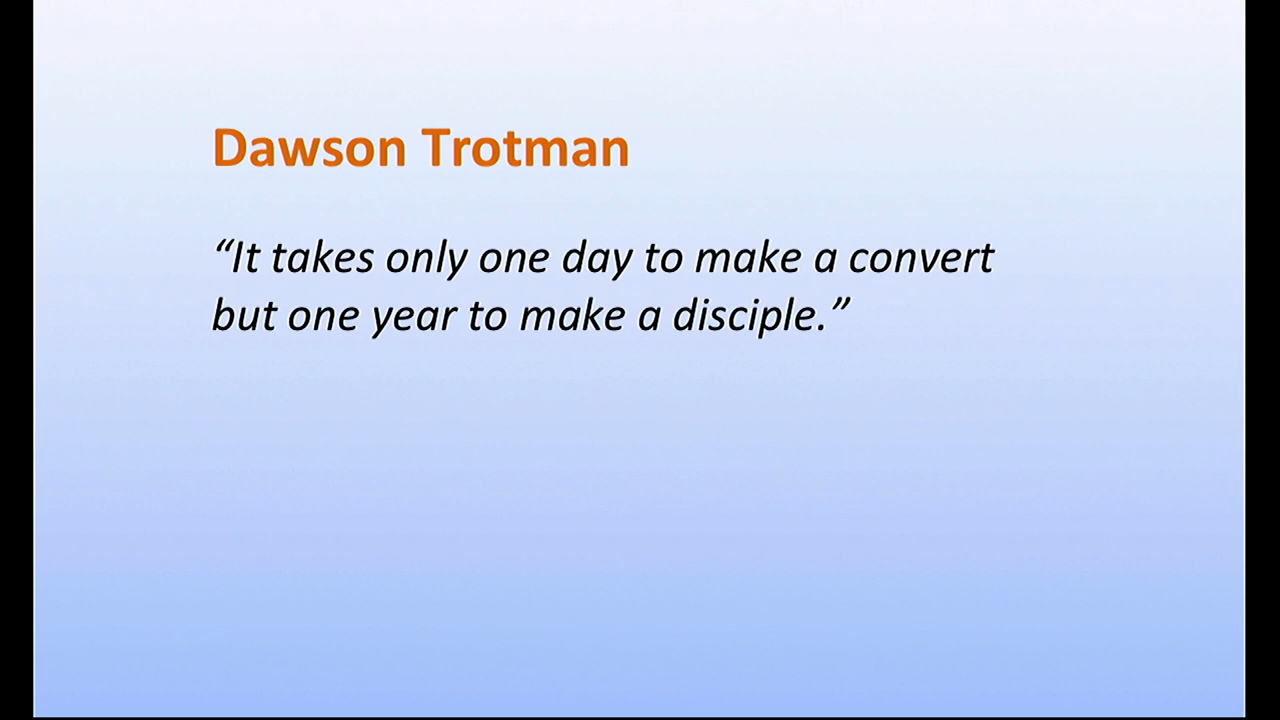 Dawson Trotman
“It takes only one day to make a convert
but one year to make a disciple.”